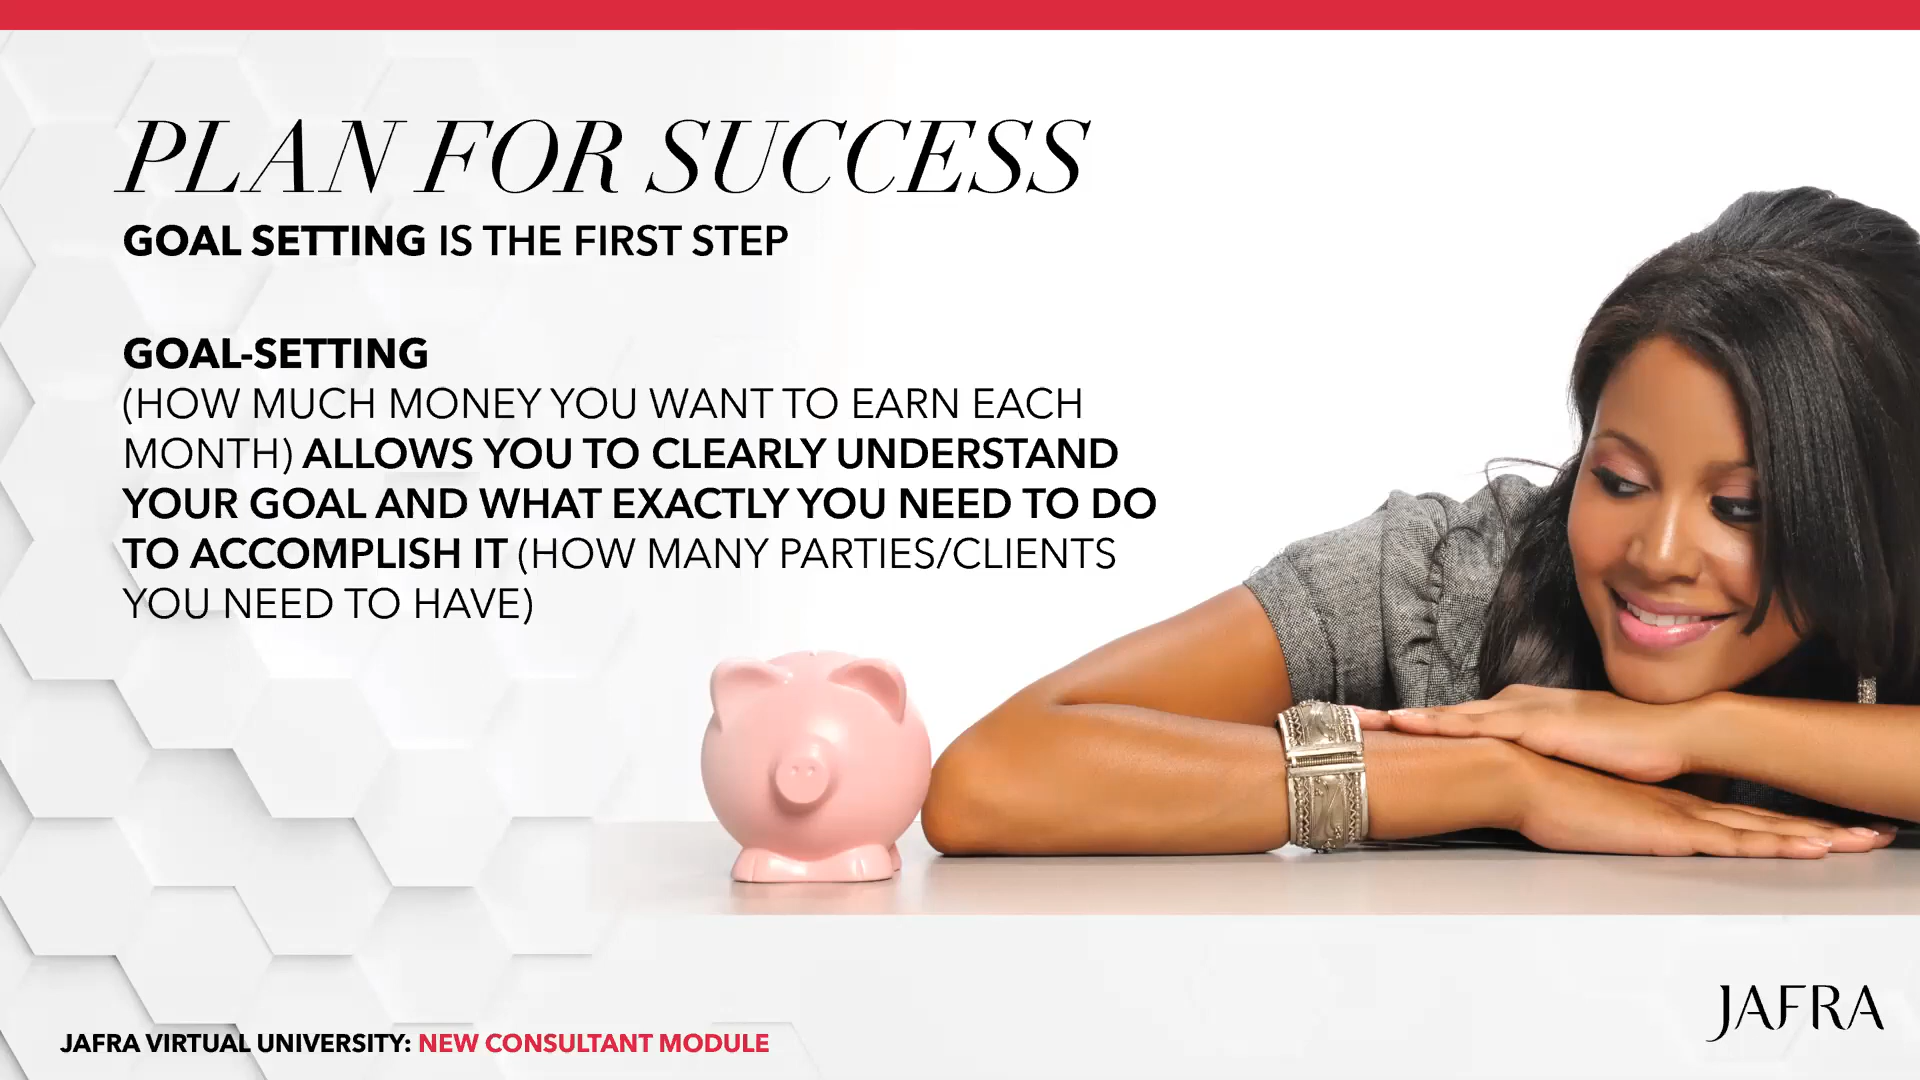 PLAN FOR SUCCESS
GOAL SETTING IS THE FIRST STEP
GOAL-SETTING
(HOW MUCH MONEY YOU WANT TO EARN EACH
MONTH) ALLOWS YOU TO CLEARLY UNDERSTAND
YOUR GOAL AND WHAT EXACTLY YOU NEED TO DO
TO ACCOMPLISH IT (HOW MANY PARTIES/CLIENTS
YOU NEED TO HAVE)
JAFRA
JAFRA VIRTUAL UNIVERSITY: NEW CONSULTANT MODULE